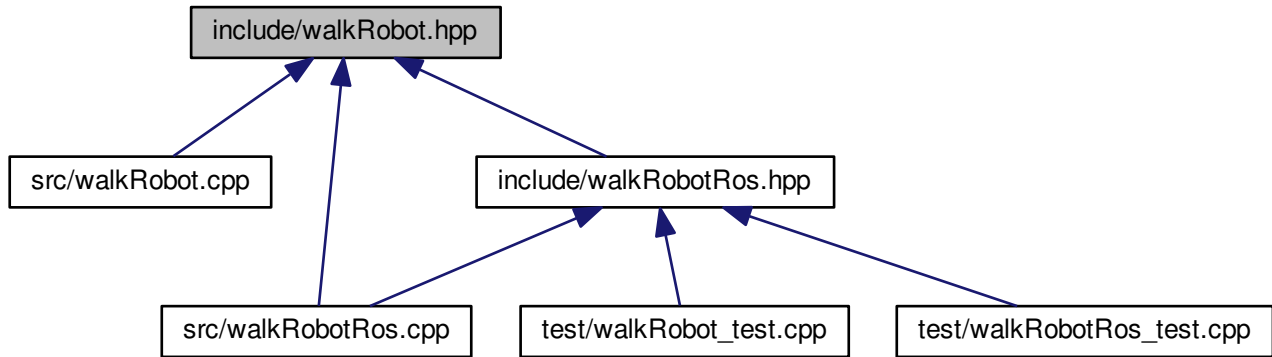 include/walkRobot.hpp
src/walkRobot.cpp
include/walkRobotRos.hpp
src/walkRobotRos.cpp
test/walkRobot_test.cpp
test/walkRobotRos_test.cpp